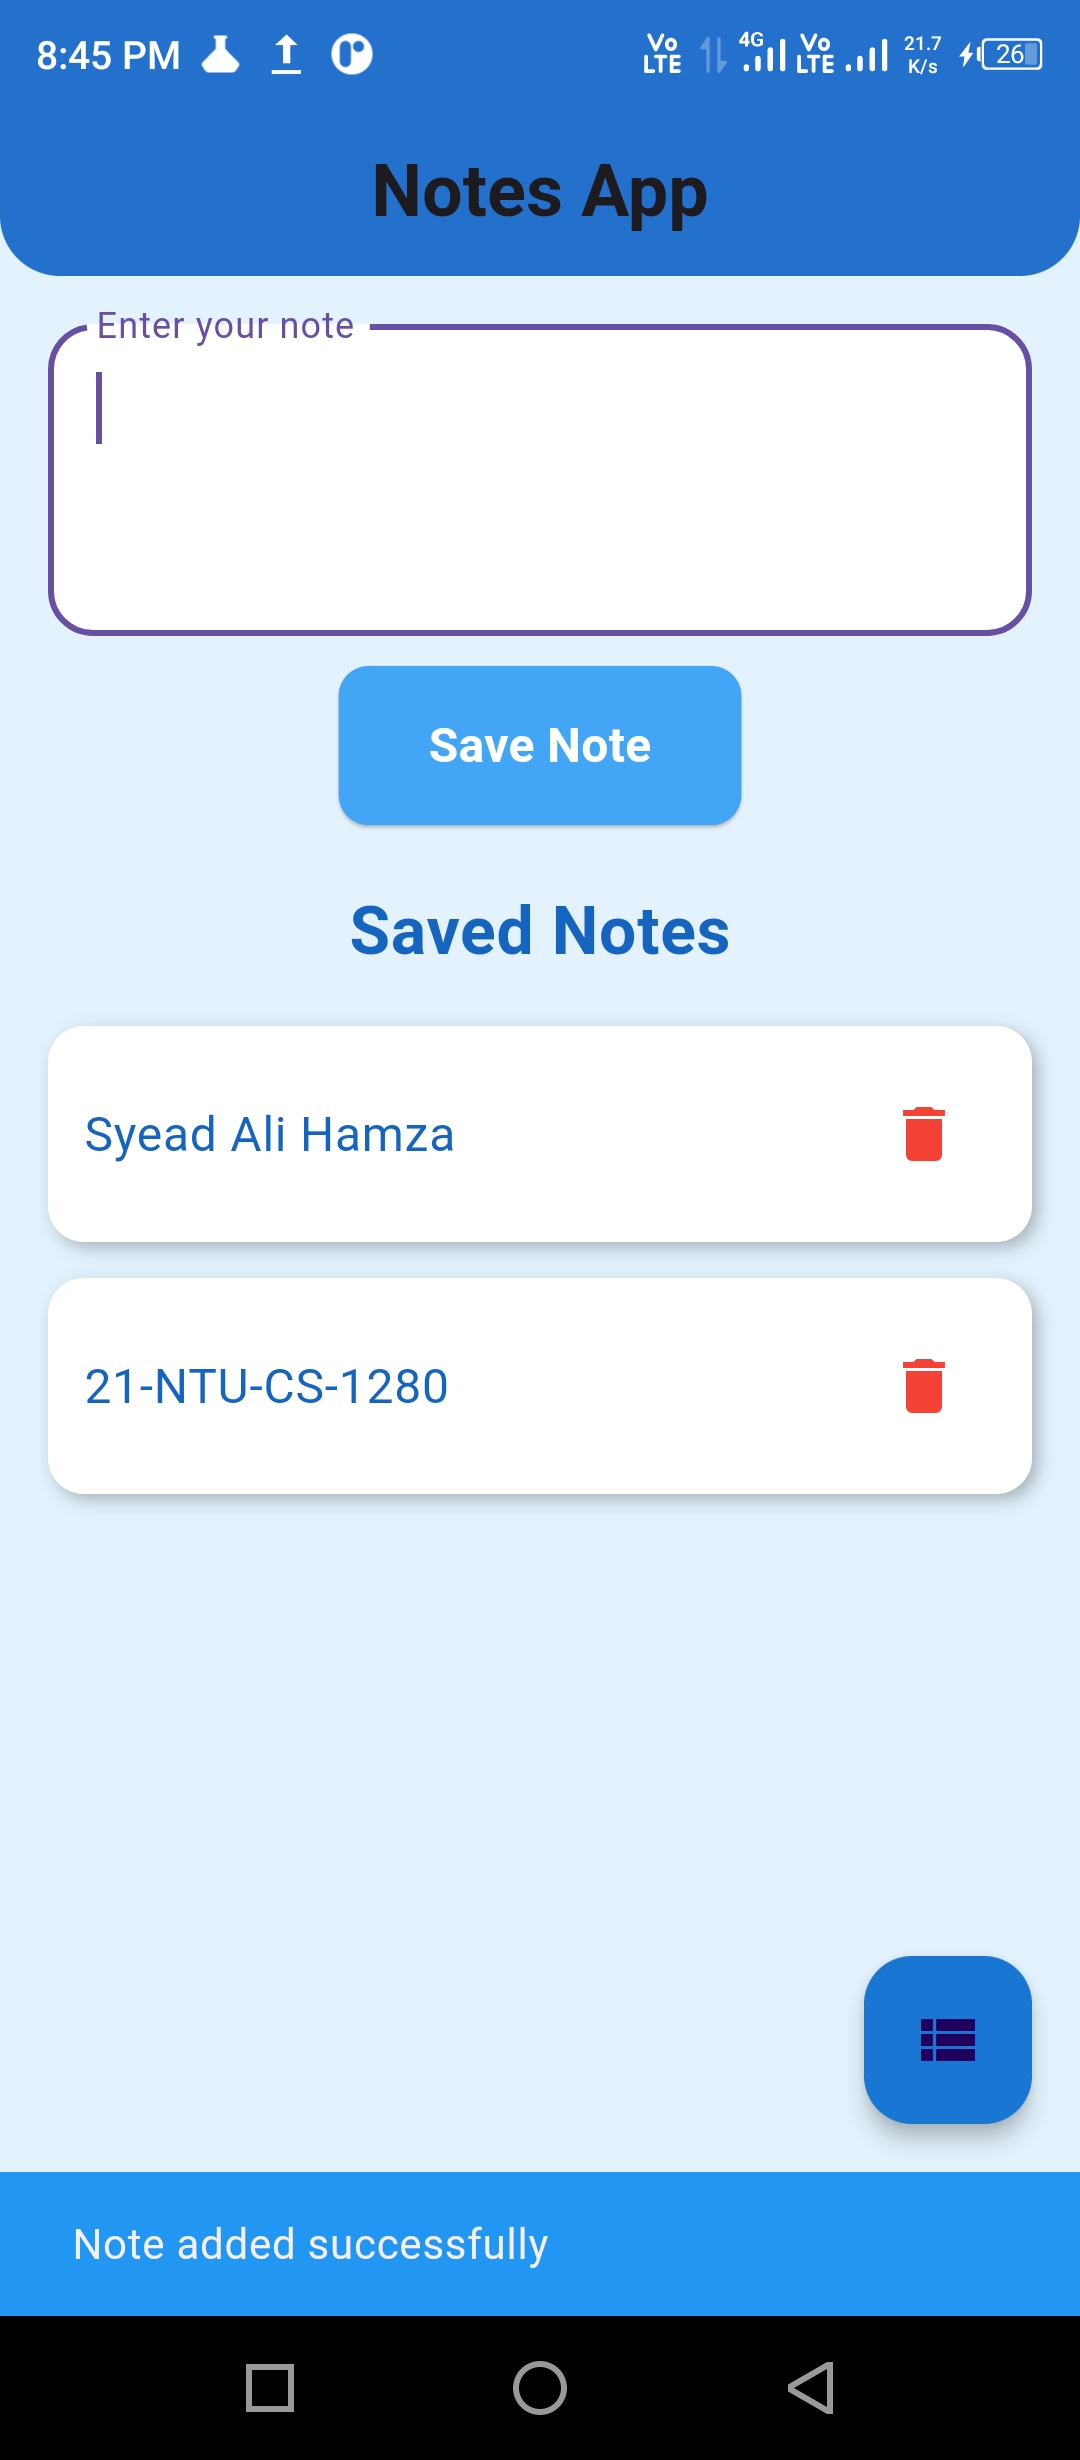 8:45 PM
Vo LTE 4G Vo LTE 21.7 K/s 26
Notes App
Enter your note
Save Note
Saved Notes
Syead Ali Hamza
21-NTU-CS-1280
Note added successfully